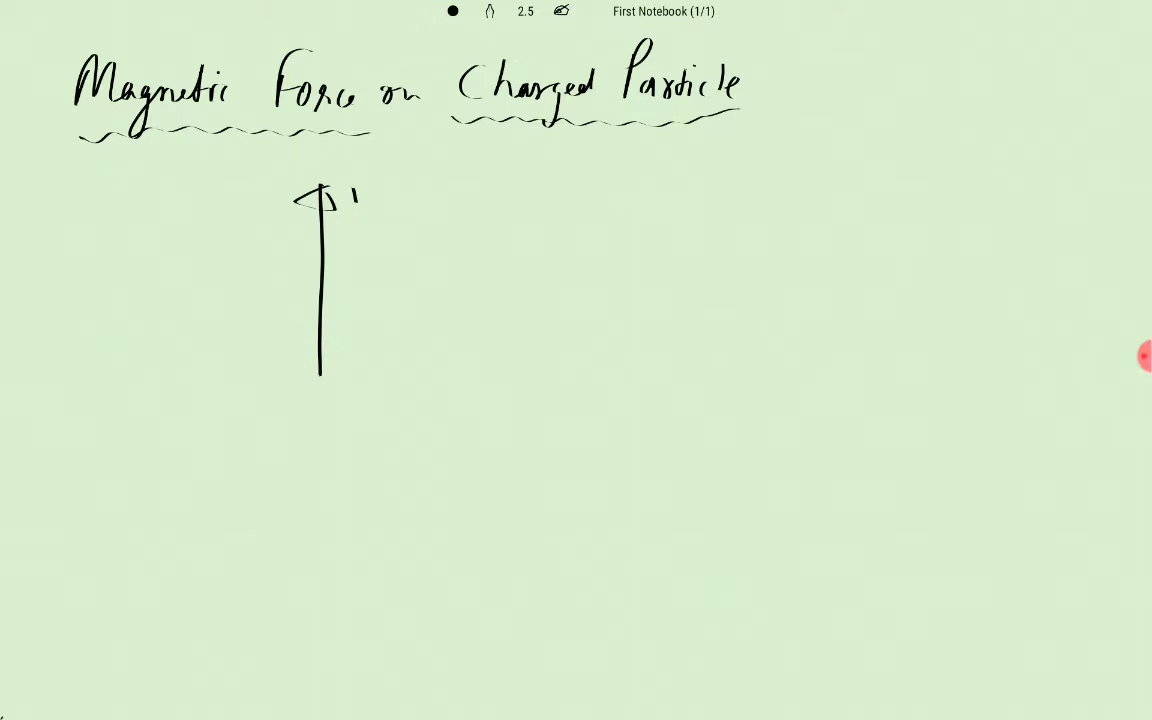 2.5 First Notebook (1/1)
Magnetic Force on Charged Particle